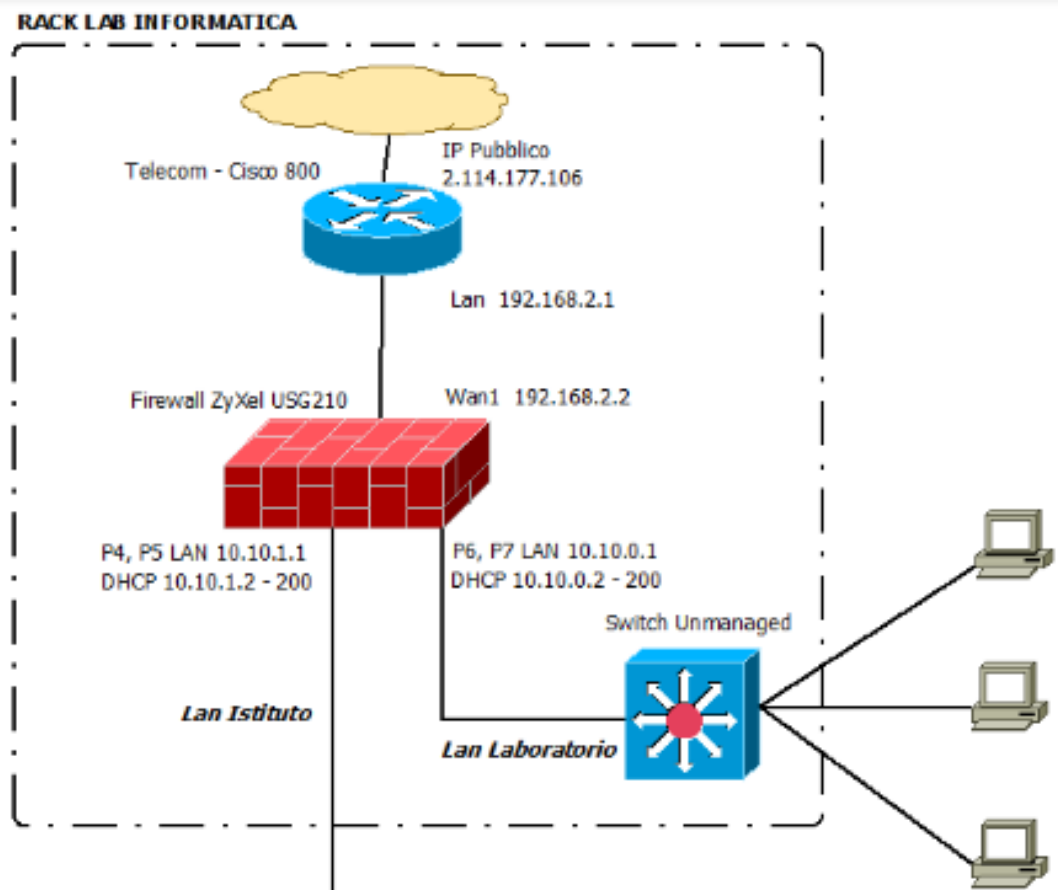 RACK LAB INFORMATICA
IP Pubblico
Telecom - Cisco 800
2.114.177.106
Lan 192.168.2.1
Firewall ZyXel USG210
Wan1 192.168.2.2
P4, P5 LAN 10.10.1.1
DHCP 10.10.1.2 - 200
P6, P7 LAN 10.10.0.1
DHCP 10.10.0.2 - 200
Switch Unmanaged
Lan Istituto
Lan Laboratorio